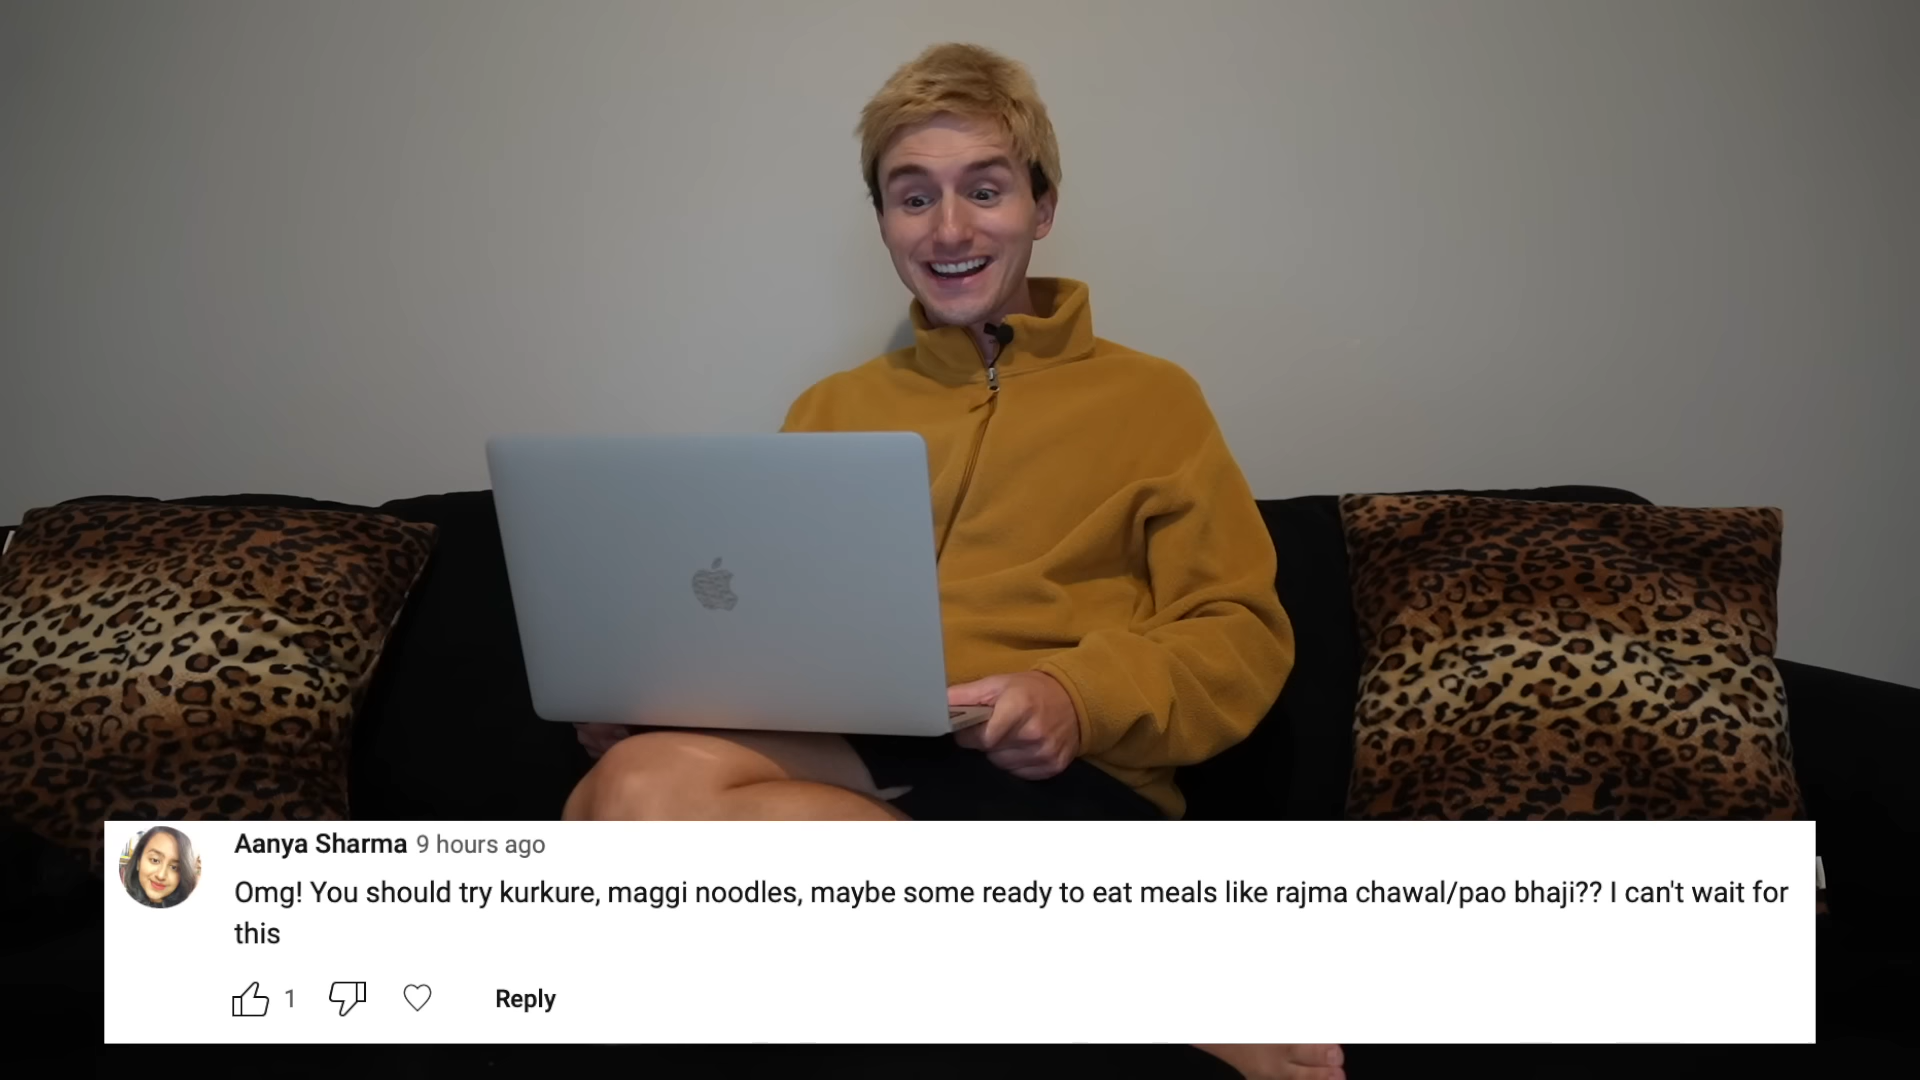 Aanya Sharma 9 hours ago
Omg! You should try kurkure, maggi noodles, maybe some ready to eat meals like rajma chawal/pao bhaji?? I can't wait for
this
1
Reply